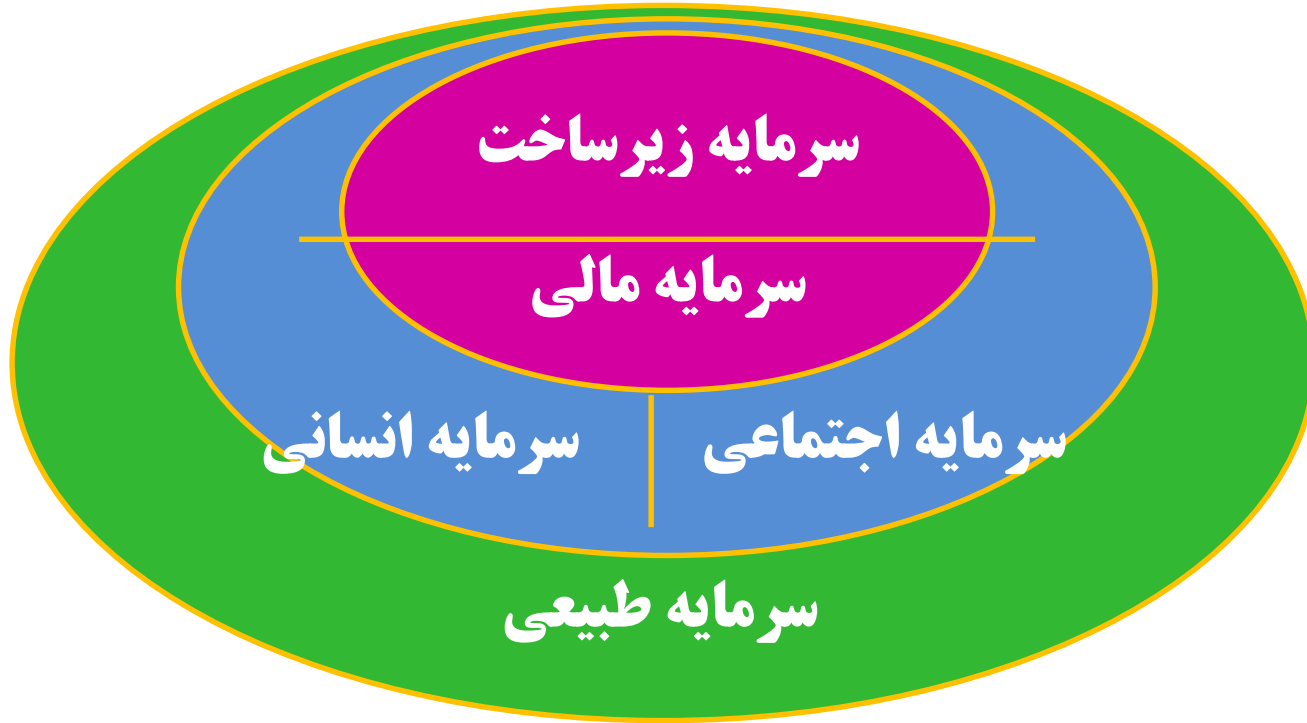 سرمایه زیرساخت
سرمایه مالی
سرمایه اجتماعی
سرمایه انسانی
سرمایه طبیعی